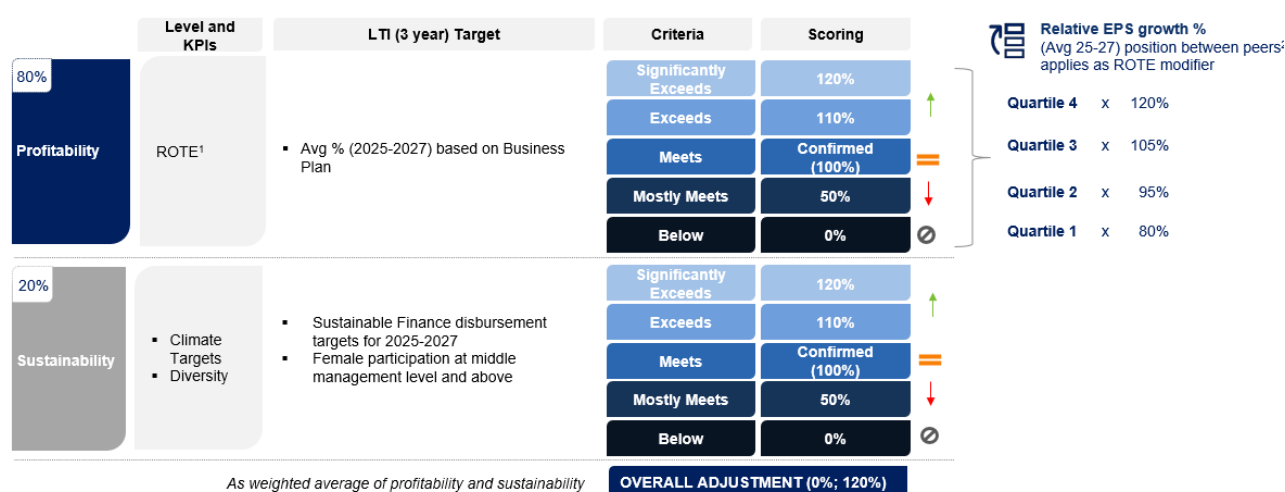 Level and
KPIs
LTI (3 year) Target
Criteria
Scoring
Relative EPS growth %
(Avg 25-27) position between peers²
applies as ROTE modifier
80%
Profitability
ROTE¹
▪ Avg % (2025-2027) based on Business
Plan
Significantly
Exceeds
120%
Exceeds
110%
Meets
Confirmed
(100%)
Mostly Meets
50%
Below
0%
Quartile 4 x 120%
Quartile 3 x 105%
Quartile 2 x 95%
Quartile 1 x 80%
20%
Sustainability
▪ Climate
Targets
▪ Diversity
▪ Sustainable Finance disbursement
targets for 2025-2027
▪ Female participation at middle
management level and above
Significantly
Exceeds
120%
Exceeds
110%
Meets
Confirmed
(100%)
Mostly Meets
50%
Below
0%
As weighted average of profitability and sustainability
OVERALL ADJUSTMENT (0%; 120%)